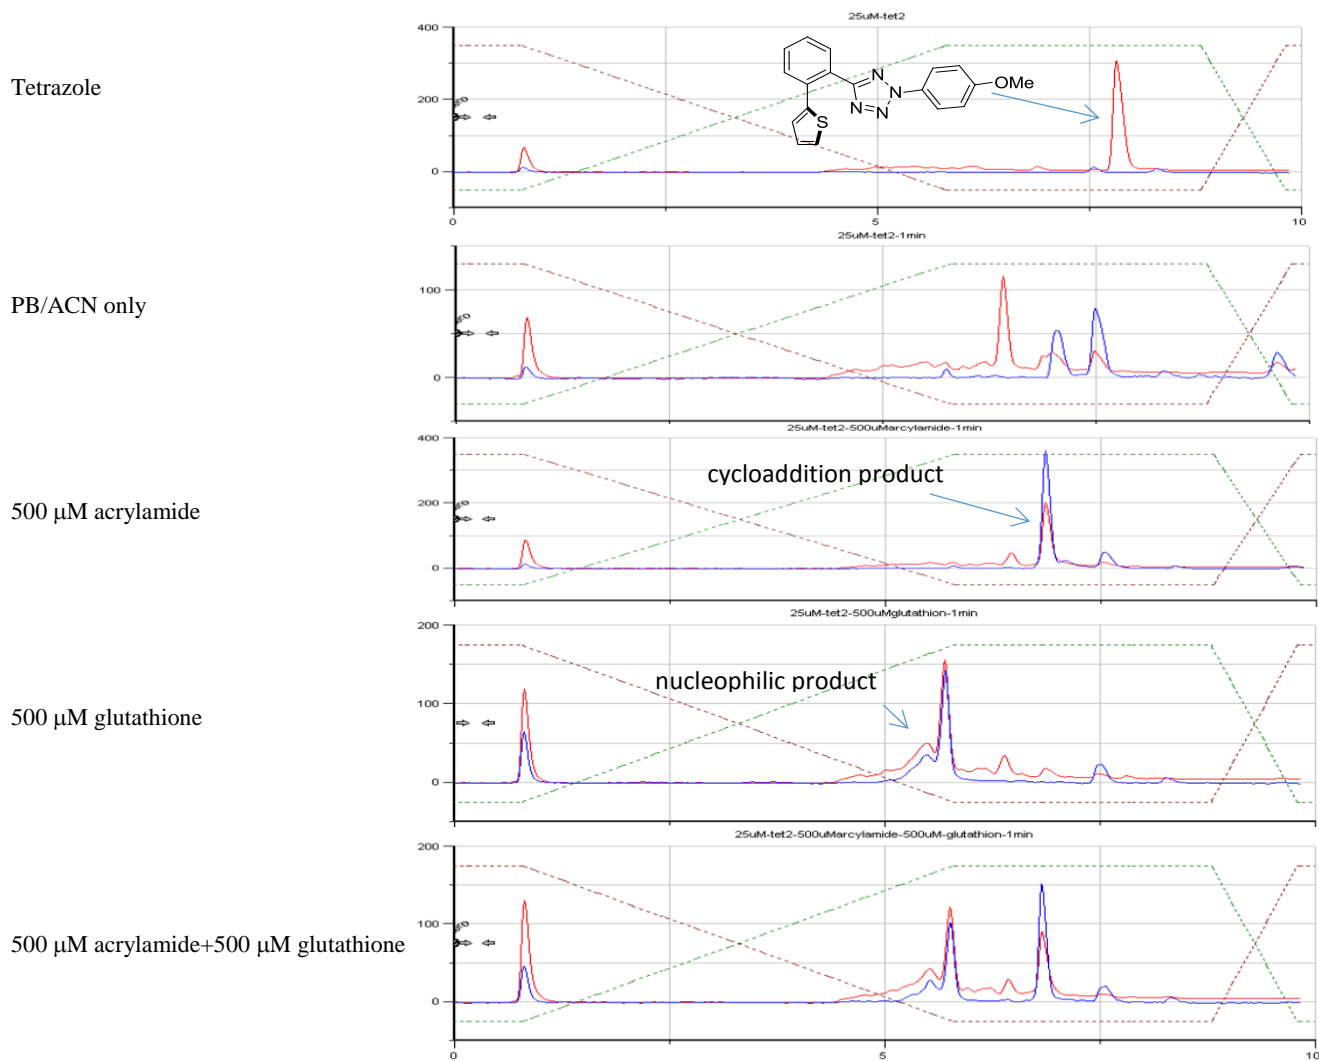 25uM-tet2
Tetrazole
400
200
0
N
N
N
N
S
OMe
0
5
10
25uM-tet2-1min
PB/ACN only
100
0
25uM-tet2-500uMarcylamide-1min
500 µM acrylamide
400
200
0
cycloaddition product
25uM-tet2-500uMglutathion-1min
500 µM glutathione
200
100
0
nucleophilic product
25uM-tet2-500uMarcylamide-500uM-glutathion-1min
500 µM acrylamide+500 µM glutathione
200
100
0
0
5
10